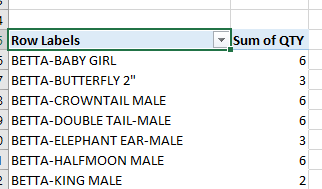 4
Row Labels Sum of QTY
BETTA-BABY GIRL 6
BETTA-BUTTERFLY 2" 3
BETTA-CROWNTAIL MALE 6
BETTA-DOUBLE TAIL-MALE 6
BETTA-ELEPHANT EAR-MALE 3
BETTA-HALFMOON MALE 6
BETTA-KING MALE 2